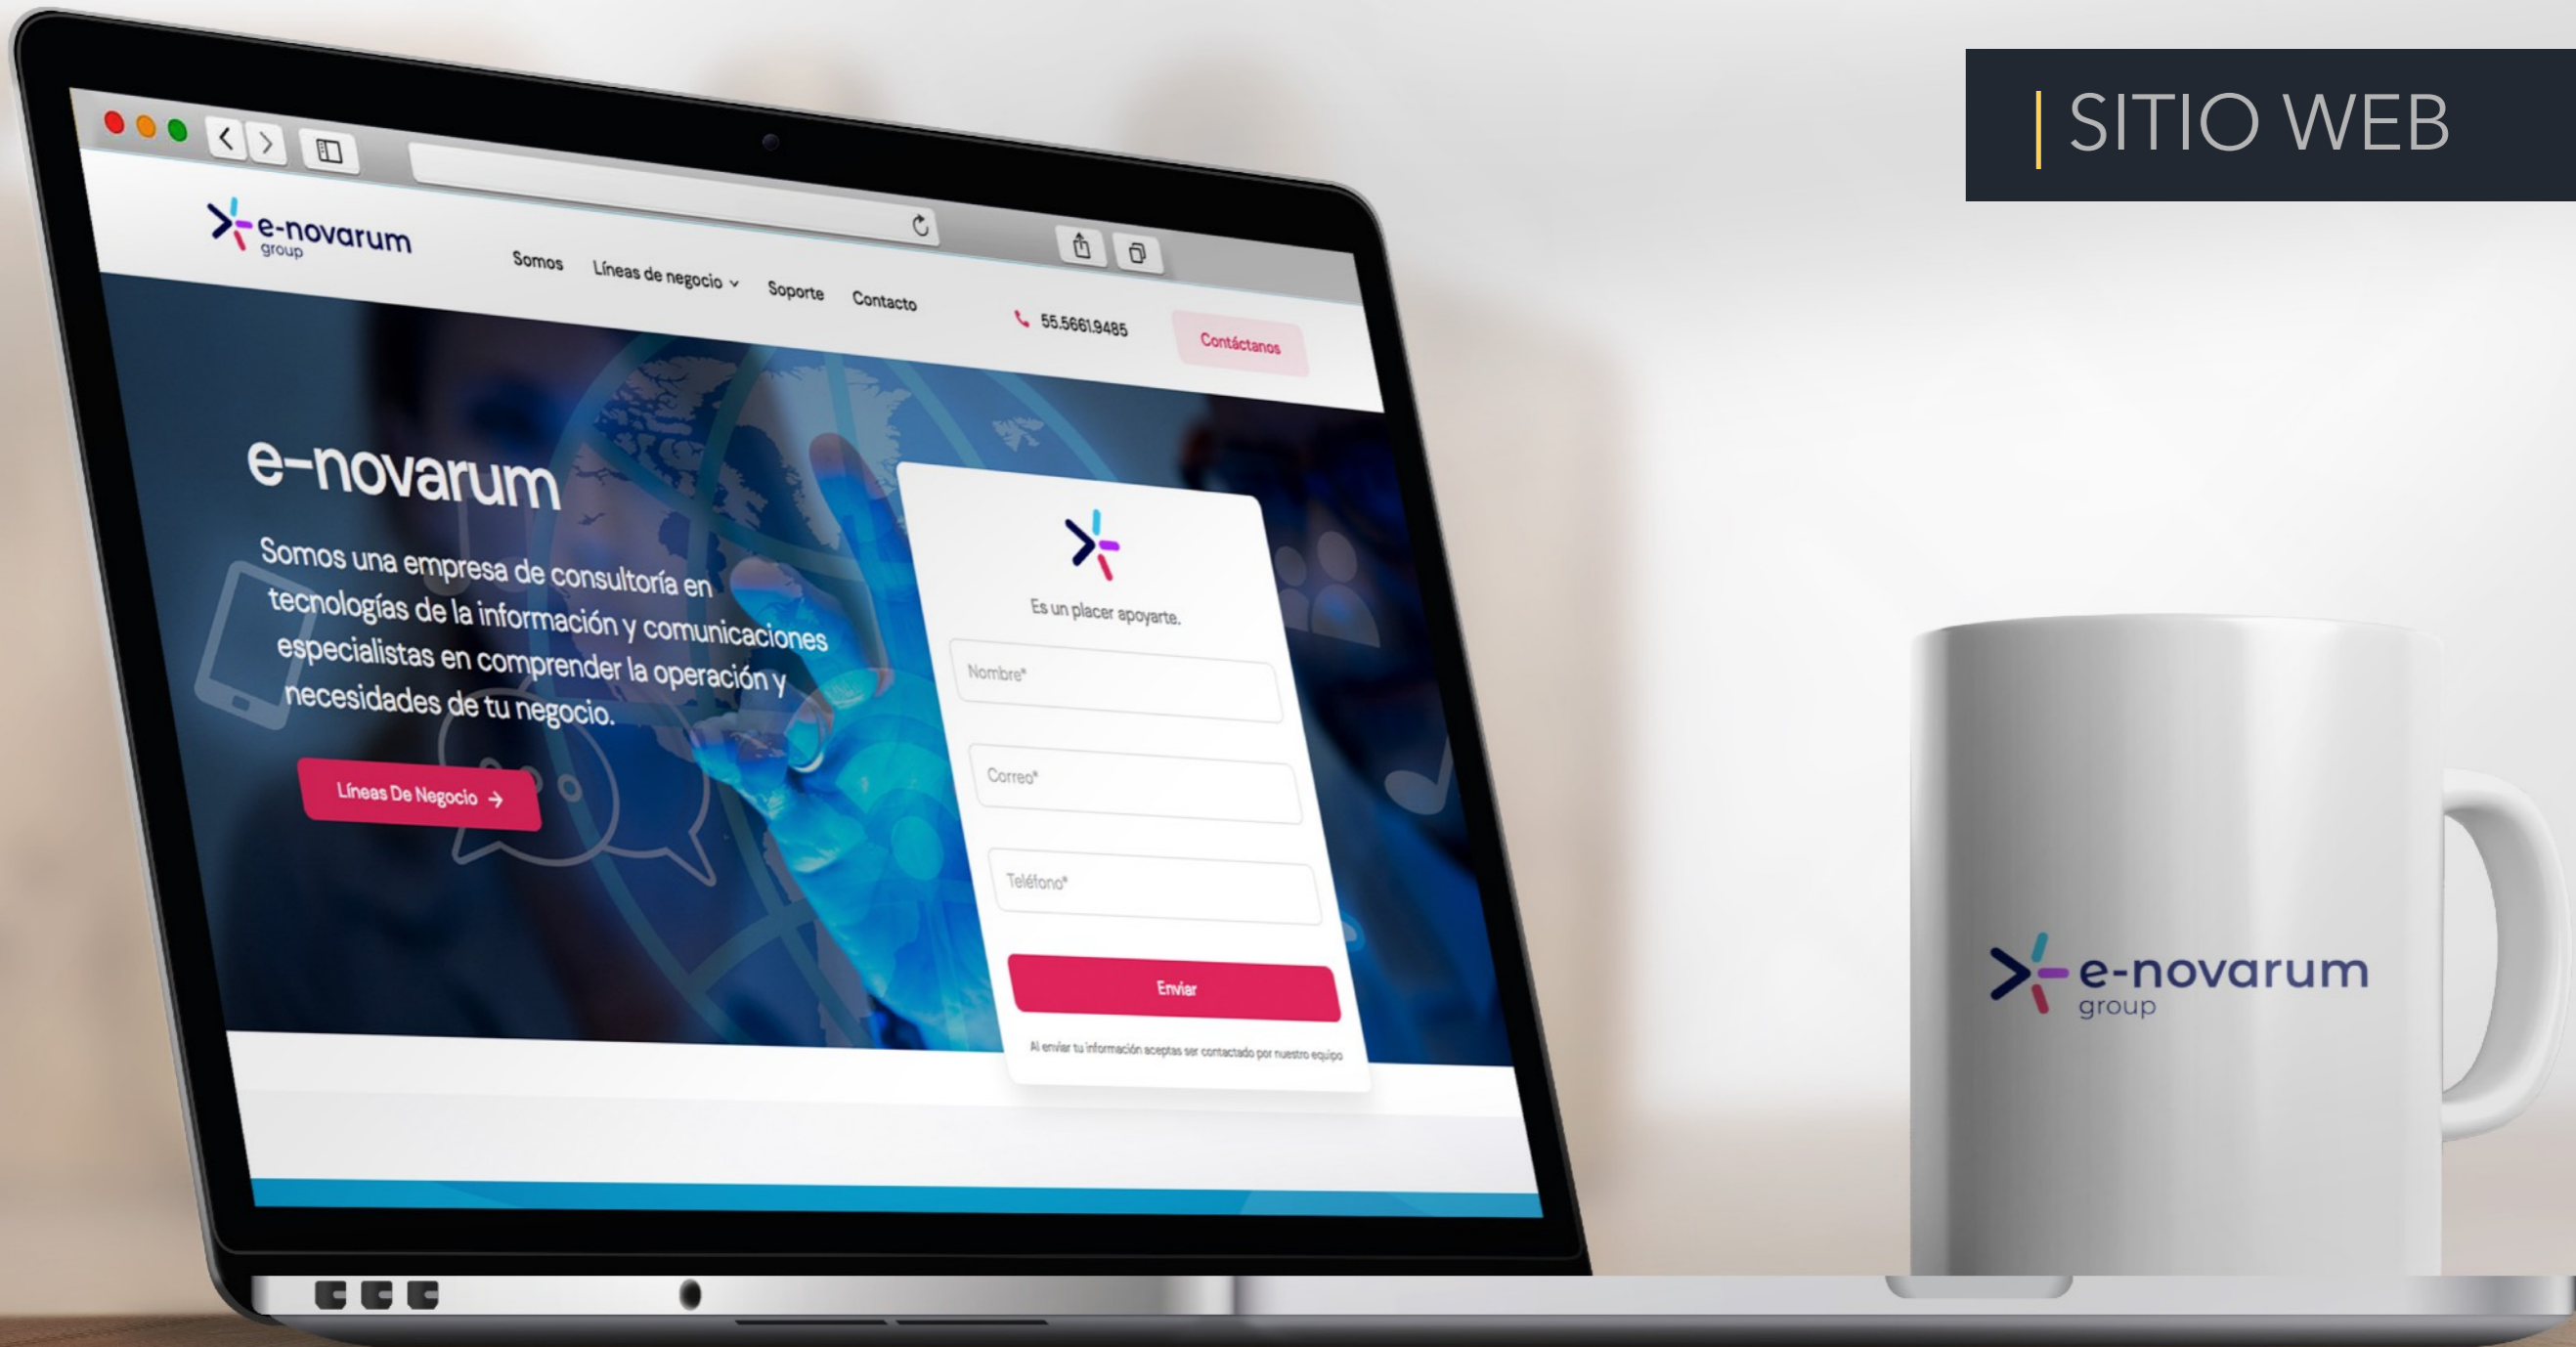 | SITIO WEB
e-novarum
group
Somos Líneas de negocio Soporte Contacto 55.5661.9485 Contáctanos
e-novarum
Somos una empresa de consultoría en
tecnologías de la información y comunicaciones
especialistas en comprender la operación y
necesidades de tu negocio.
Líneas De Negocio →
Es un placer apoyarte.
Nombre*
Correo*
Teléfono*
Enviar
Al enviar tu información aceptas ser contactado por nuestro equipo
e-novarum
group